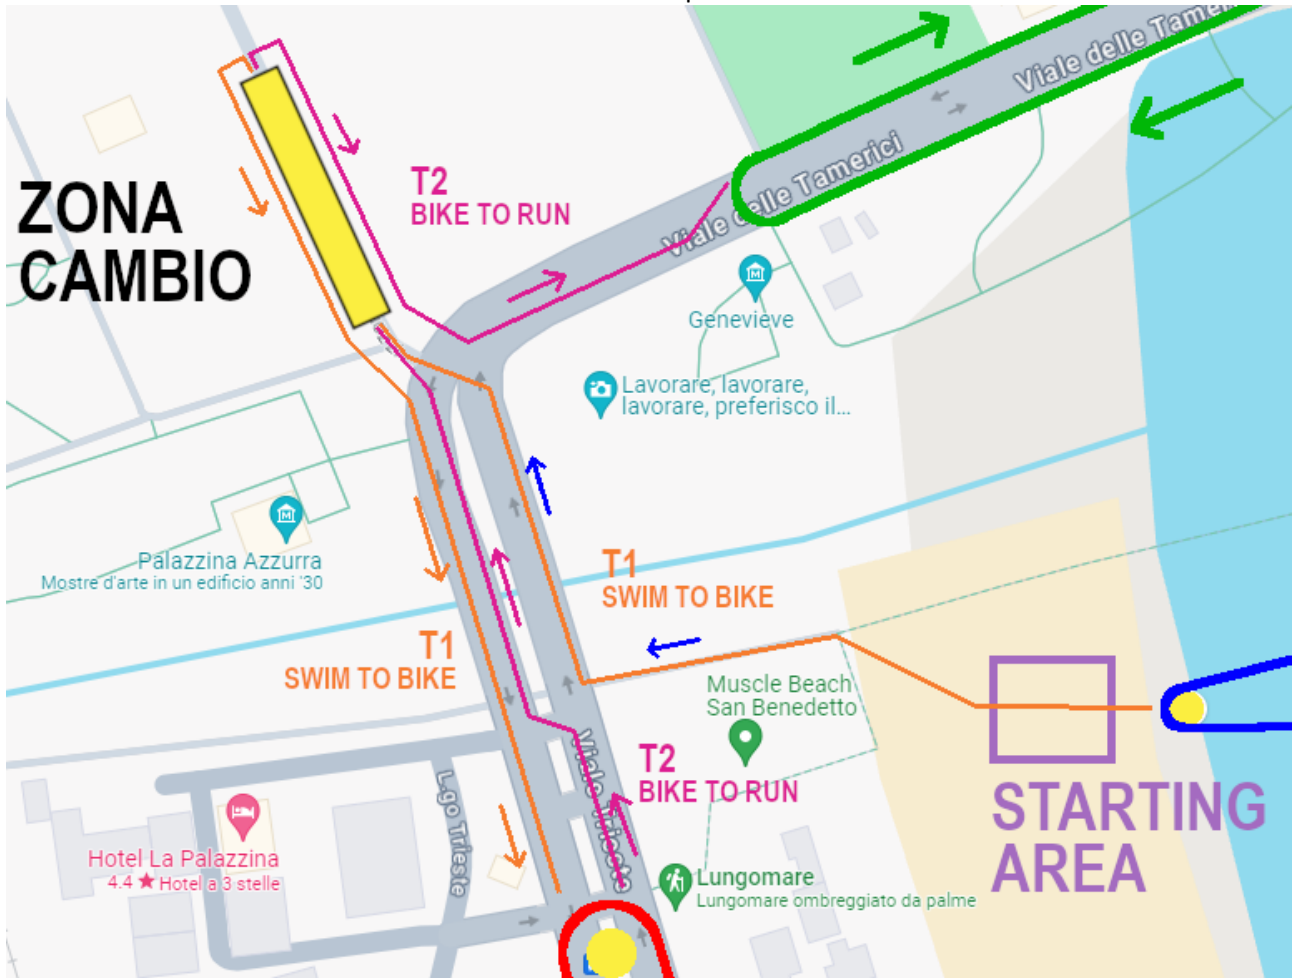 Viale delle Tamerici
Viale delle Tamerici
T2
BIKE TO RUN
ZONA
CAMBIO
Genevieve
Lavorare, lavorare,
lavorare, preferisco il...
Palazzina Azzurra
Mostre d'arte in un edificio anni '30
T1
SWIM TO BIKE
T1
SWIM TO BIKE
Muscle Beach
San Benedetto
Viale Trieste
T2
BIKE TO RUN
STARTING
AREA
L.go Trieste
Hotel La Palazzina
4.4 ★ Hotel a 3 stelle
Lungomare
Lungomare ombreggiato da palme